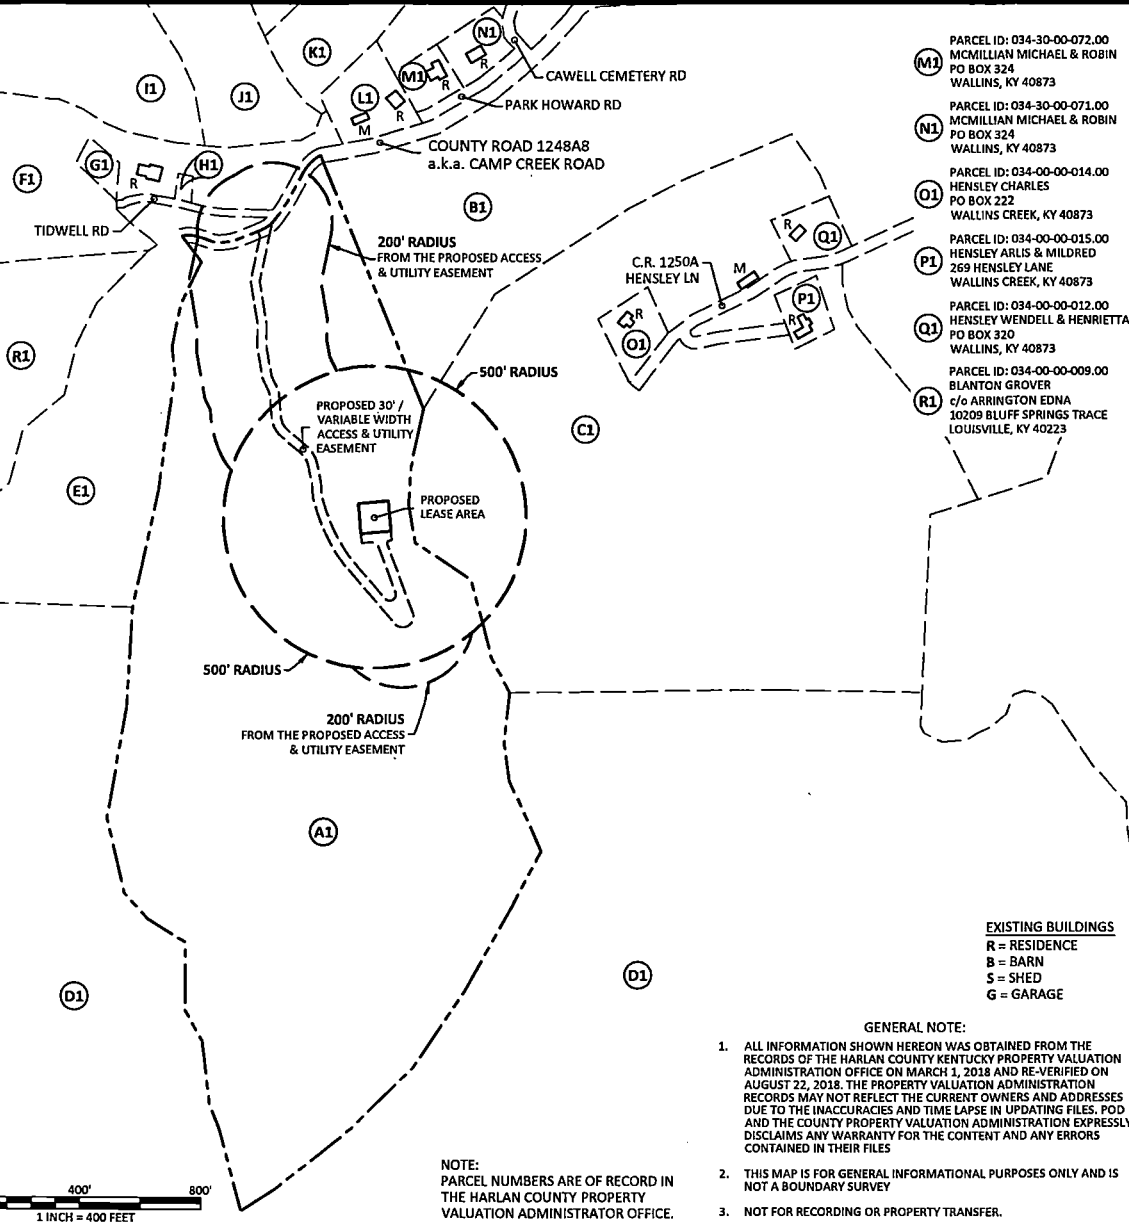 K1
N1
R
CAWELL CEMETERY RD
M1
R
I1
J1
L1
R
M
PARK HOWARD RD
COUNTY ROAD 1248A8
a.k.a. CAMP CREEK ROAD
G1
H1
R
F1
B1
TIDWELL RD
200' RADIUS
FROM THE PROPOSED ACCESS
& UTILITY EASEMENT
R
Q1
C.R. 1250A
HENSLEY LN
M
P1
R
R
O1
R1
500' RADIUS
PROPOSED 30' /
VARIABLE WIDTH
ACCESS & UTILITY
EASEMENT
C1
E1
PROPOSED
LEASE AREA
500' RADIUS
200' RADIUS
FROM THE PROPOSED ACCESS
& UTILITY EASEMENT
A1
D1
D1
M1
PARCEL ID: 034-30-00-072.00
MCMILLIAN MICHAEL & ROBIN
PO BOX 324
WALLINS, KY 40873
N1
PARCEL ID: 034-30-00-071.00
MCMILLIAN MICHAEL & ROBIN
PO BOX 324
WALLINS, KY 40873
O1
PARCEL ID: 034-00-00-014.00
HENSLEY CHARLES
PO BOX 222
WALLINS CREEK, KY 40873
P1
PARCEL ID: 034-00-00-015.00
HENSLEY ARLIS & MILDRED
269 HENSLEY LANE
WALLINS CREEK, KY 40873
Q1
PARCEL ID: 034-00-00-012.00
HENSLEY WENDELL & HENRIETTA
PO BOX 320
WALLINS, KY 40873
R1
PARCEL ID: 034-00-00-009.00
BLANTON GROVER
c/o ARRINGTON EDNA
10209 BLUFF SPRINGS TRACE
LOUISVILLE, KY 40223
EXISTING BUILDINGS
R = RESIDENCE
B = BARN
S = SHED
G = GARAGE
GENERAL NOTE:
1. ALL INFORMATION SHOWN HEREON WAS OBTAINED FROM THE
RECORDS OF THE HARLAN COUNTY KENTUCKY PROPERTY VALUATION
ADMINISTRATION OFFICE ON MARCH 1, 2018 AND RE-VERIFIED ON
AUGUST 22, 2018. THE PROPERTY VALUATION ADMINISTRATION
RECORDS MAY NOT REFLECT THE CURRENT OWNERS AND ADDRESSES
DUE TO THE INACCURACIES AND TIME LAPSE IN UPDATING FILES. POD
AND THE COUNTY PROPERTY VALUATION ADMINISTRATION EXPRESSLY
DISCLAIMS ANY WARRANTY FOR THE CONTENT AND ANY ERRORS
CONTAINED IN THEIR FILES
2. THIS MAP IS FOR GENERAL INFORMATIONAL PURPOSES ONLY AND IS
NOT A BOUNDARY SURVEY
3. NOT FOR RECORDING OR PROPERTY TRANSFER.
NOTE:
PARCEL NUMBERS ARE OF RECORD IN
THE HARLAN COUNTY PROPERTY
VALUATION ADMINISTRATOR OFFICE.
400' 800'
1 INCH = 400 FEET